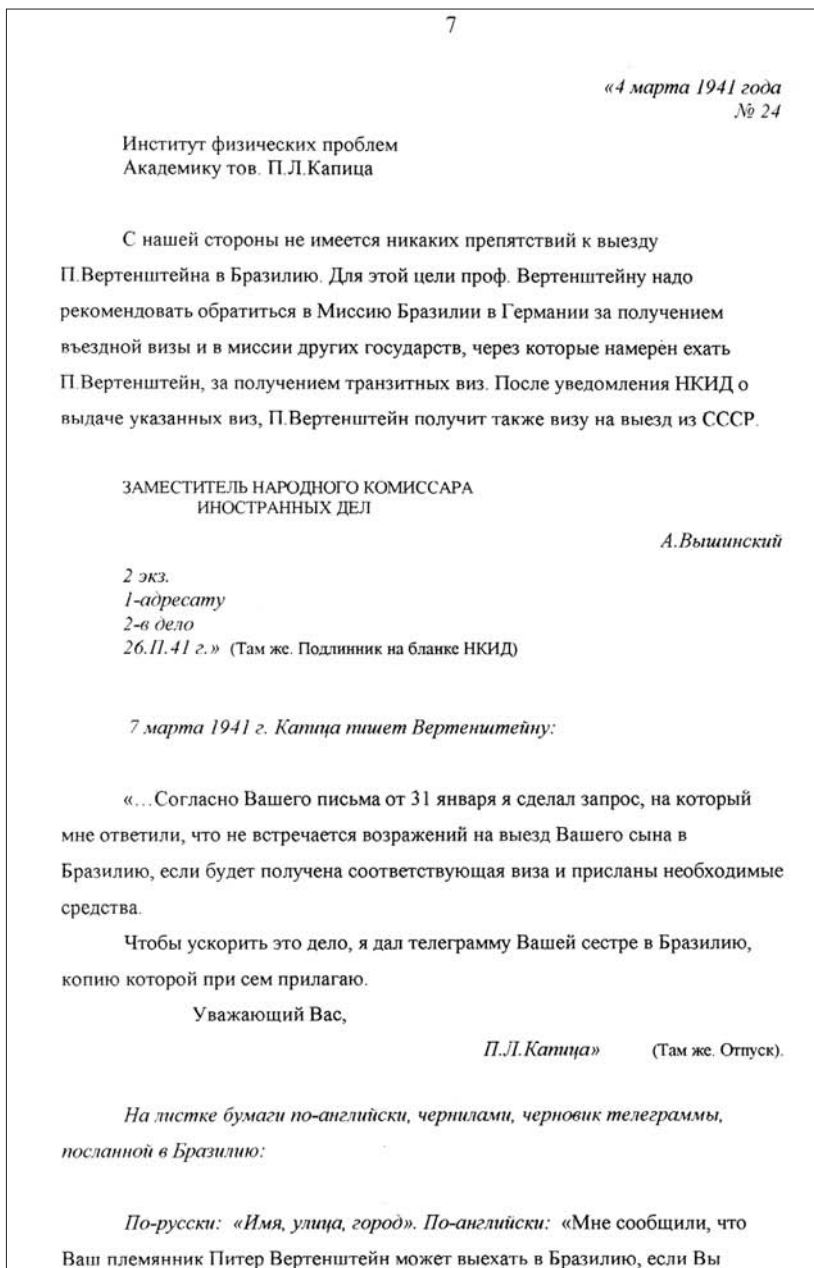 7
«4 марта 1941 года
№ 24
Институт физических проблем
Академику тов. П.Л.Капица
С нашей стороны не имеется никаких препятствий к выезду
П.Вертенштейна в Бразилию. Для этой цели проф. Вертенштейну надо
рекомендовать обратиться в Миссию Бразилии в Германии за получением
въездной визы и в миссии других государств, через которые намерен ехать
П.Вертенштейн, за получением транзитных виз. После уведомления НКИД о
выдаче указанных виз, П.Вертенштейн получит также визу на выезд из СССР.
ЗАМЕСТИТЕЛЬ НАРОДНОГО КОМИССАРА
ИНОСТРАННЫХ ДЕЛ
А.Вышинский
2 экз.
1-адресату
2-в дело
26.II.41 г.» (Там же. Подлинник на бланке НКИД)
7 марта 1941 г. Капица пишет Вертенштейну:
«…Согласно Вашего письма от 31 января я сделал запрос, на который
мне ответили, что не встречается возражений на выезд Вашего сына в
Бразилию, если будет получена соответствующая виза и присланы необходимые
средства.
Чтобы ускорить это дело, я дал телеграмму Вашей сестре в Бразилию,
копию которой при сем прилагаю.
Уважающий Вас,
П.Л.Капица» (Там же. Отпуск).
На листке бумаги по-английски, чернилами, черновик телеграммы,
посланной в Бразилию:
По-русски: «Имя, улица, город». По-английски: «Мне сообщили, что
Ваш племянник Питер Вертенштейн может выехать в Бразилию, если Вы